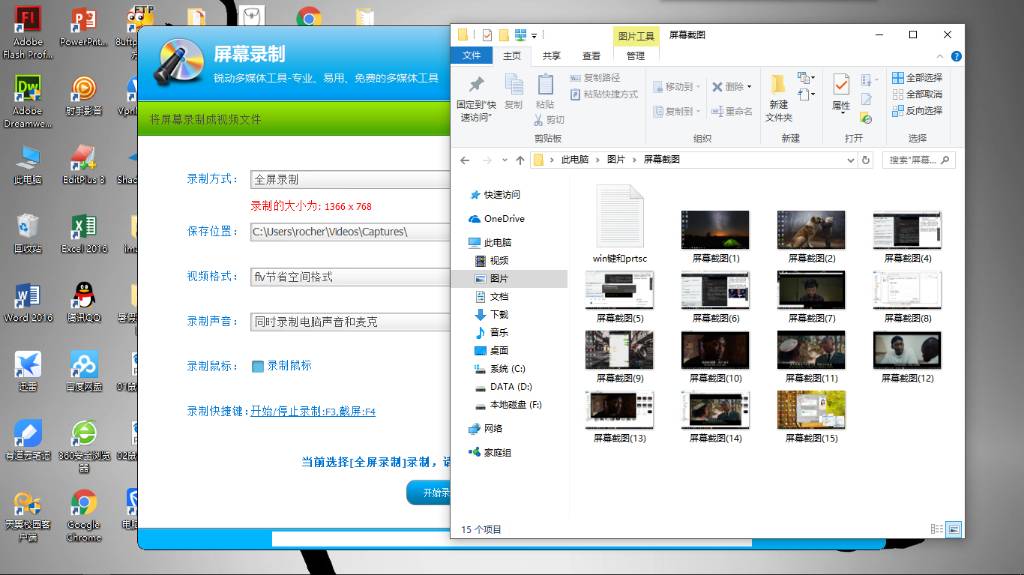 Adobe
Flash Prof...
PowerPnt...
FTP
8uftp...
Adobe
Dreamwe...
射手影音
Vpn
此电脑
EditPlus 3
Shad
回收站
Excel 2016
Word 2016
腾讯QQ
迅雷
百度网盘
有道云笔记
360安全浏览
器
天翼校园客
户端
Google
Chrome
屏幕录制
锐动多媒体工具-专业、易用、免费的多媒体工具
将屏幕录制成视频文件
录制方式：
全屏录制
录制的大小为: 1366 x 768
保存位置：
C:\Users\rocher\Videos\Captures\
视频格式：
flv节省空间格式
录制声音：
同时录制电脑声音和麦克
录制鼠标：
录制鼠标
录制快捷键:
开始/停止录制:F3,截屏:F4
当前选择[全屏录制]录制，请
开始录
图片工具
屏幕截图
文件
主页
共享
查看
管理
固定到"快
速访问"
复制
粘贴
复制路径
粘贴快捷方式
剪切
剪贴板
移动到
复制到
删除
重命名
组织
新建
文件夹
新建
属性
打开
全部选择
全部取消
反向选择
选择
此电脑
图片
屏幕截图
搜索"屏幕...
快速访问
OneDrive
此电脑
视频
图片
文档
下载
音乐
桌面
系统 (C:)
DATA (D:)
本地磁盘 (F:)
网络
家庭组
win键和prtsc
屏幕截图(1)
屏幕截图(2)
屏幕截图(4)
屏幕截图(5)
屏幕截图(6)
屏幕截图(7)
屏幕截图(8)
屏幕截图(9)
屏幕截图(10)
屏幕截图(11)
屏幕截图(12)
屏幕截图(13)
屏幕截图(14)
屏幕截图(15)
15 个项目